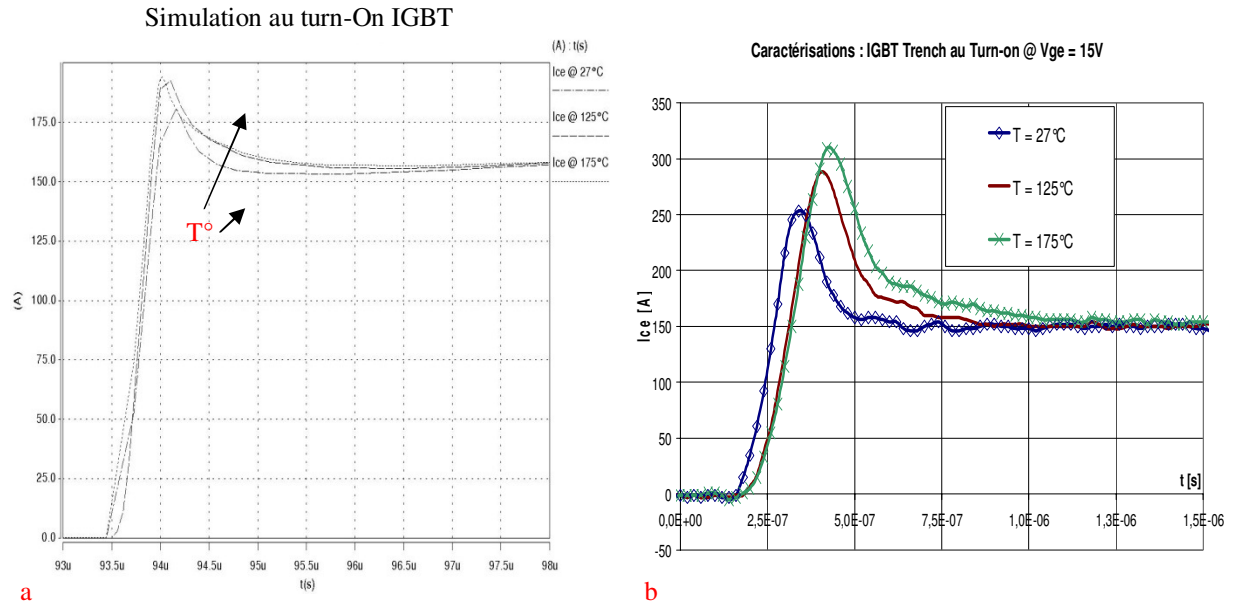 Simulation au turn-On IGBT
(A) : t(s)
Ice @ 27°C
Ice @ 125°C
Ice @ 175°C
175.0
150.0
125.0
100.0
75.0
50.0
25.0
0.0
(A)
T°
93u 93.5u 94u 94.5u 95u 95.5u 96u 96.5u 97u 97.5u 98u
t(s)
a
Caractérisations : IGBT Trench au Turn-on @ Vge = 15V
350
300
250
200
150
100
50
0
-50
Ice [A]
T = 27°C
T = 125°C
T = 175°C
t [s]
0,0E+00 2,5E-07 5,0E-07 7,5E-07 1,0E-06 1,3E-06 1,5E-06
b